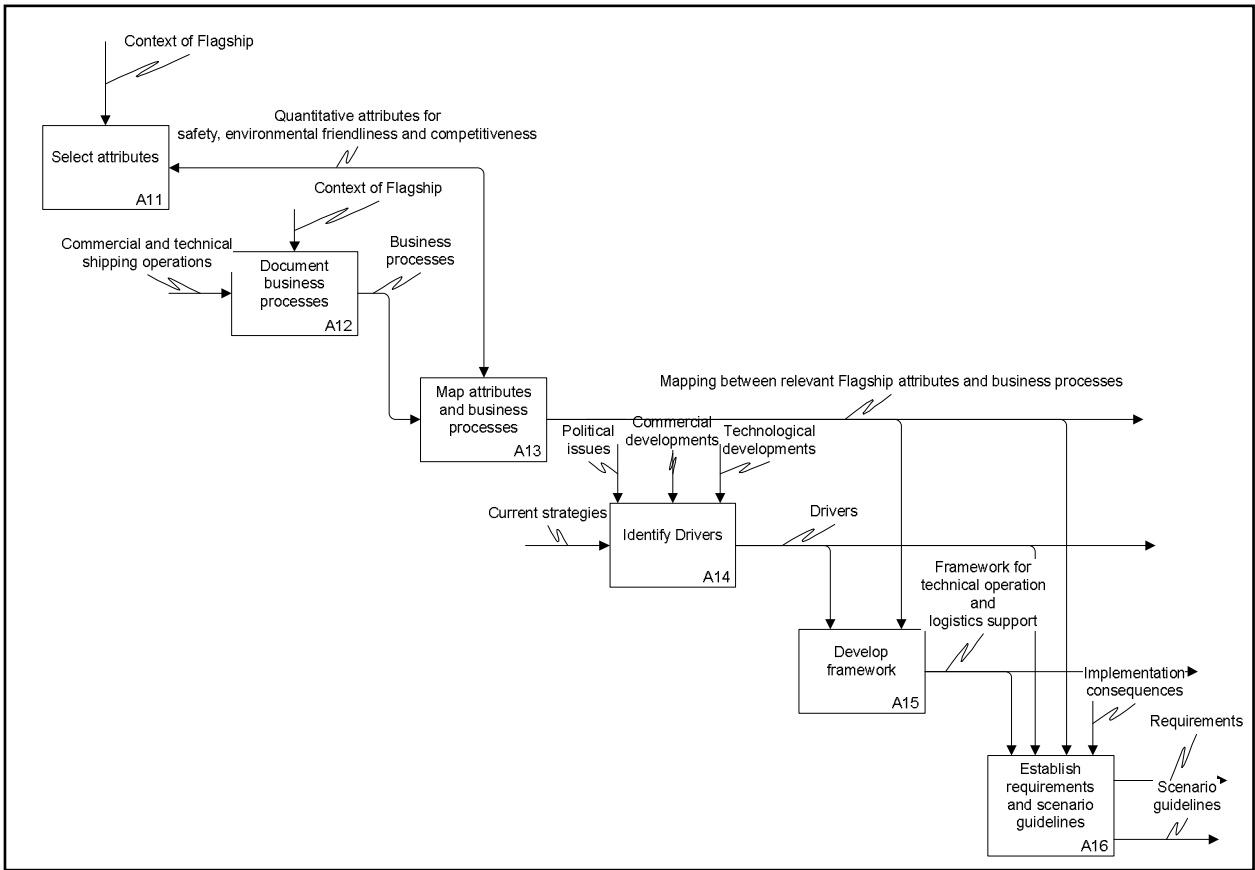 Context of Flagship
Quantitative attributes for
safety, environmental friendliness and competitiveness
Select attributes
A11
Context of Flagship
Commercial and technical
shipping operations
Business
processes
Document
business
processes
A12
Mapping between relevant Flagship attributes and business processes
Map attributes
and business
processes
A13
Political
issues
Commercial
developments
Technological
developments
Current strategies
Drivers
Identify Drivers
A14
Framework for
technical operation
and
logistics support
Develop
framework
A15
Implementation
consequences
Requirements
Establish
requirements
and scenario
guidelines
A16
Scenario
guidelines